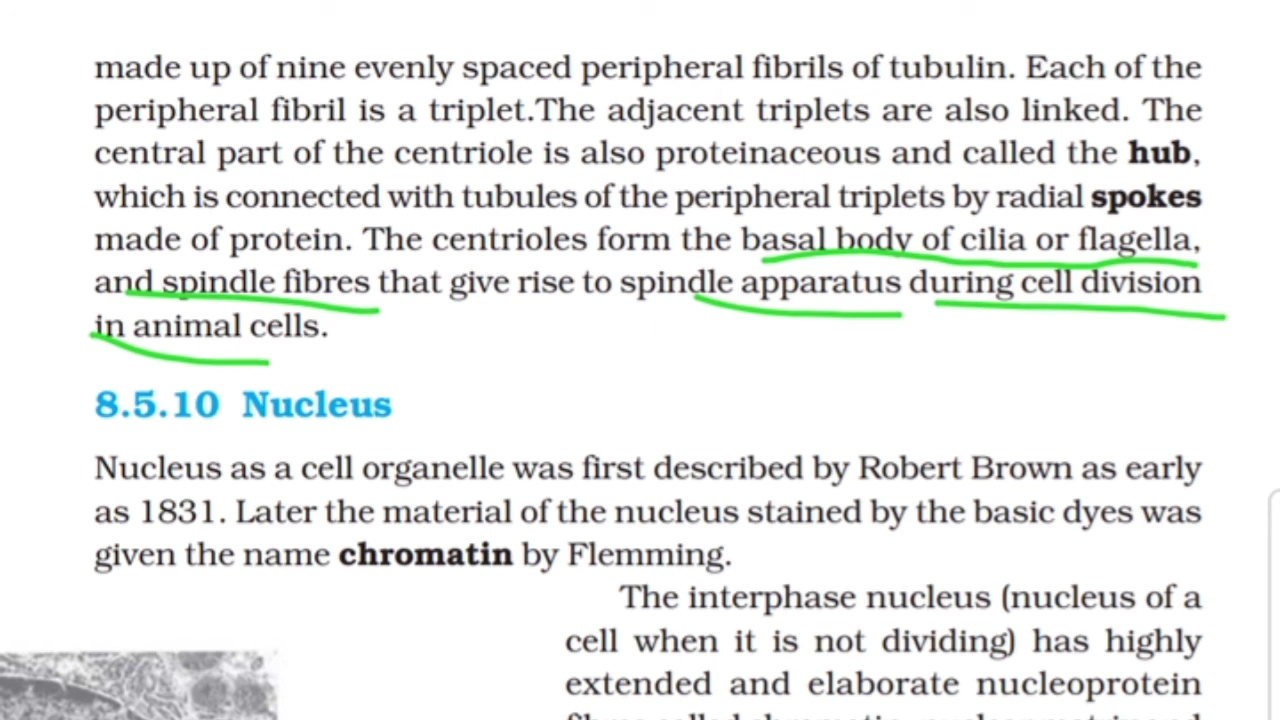 made up of nine evenly spaced peripheral fibrils of tubulin. Each of the
peripheral fibril is a triplet.The adjacent triplets are also linked. The
central part of the centriole is also proteinaceous and called the hub,
which is connected with tubules of the peripheral triplets by radial spokes
made of protein. The centrioles form the basal body of cilia or flagella,
and spindle fibres that give rise to spindle apparatus during cell division
in animal cells.
8.5.10 Nucleus
Nucleus as a cell organelle was first described by Robert Brown as early
as 1831. Later the material of the nucleus stained by the basic dyes was
given the name chromatin by Flemming.
The interphase nucleus (nucleus of a
cell when it is not dividing) has highly
extended and elaborate nucleoprotein